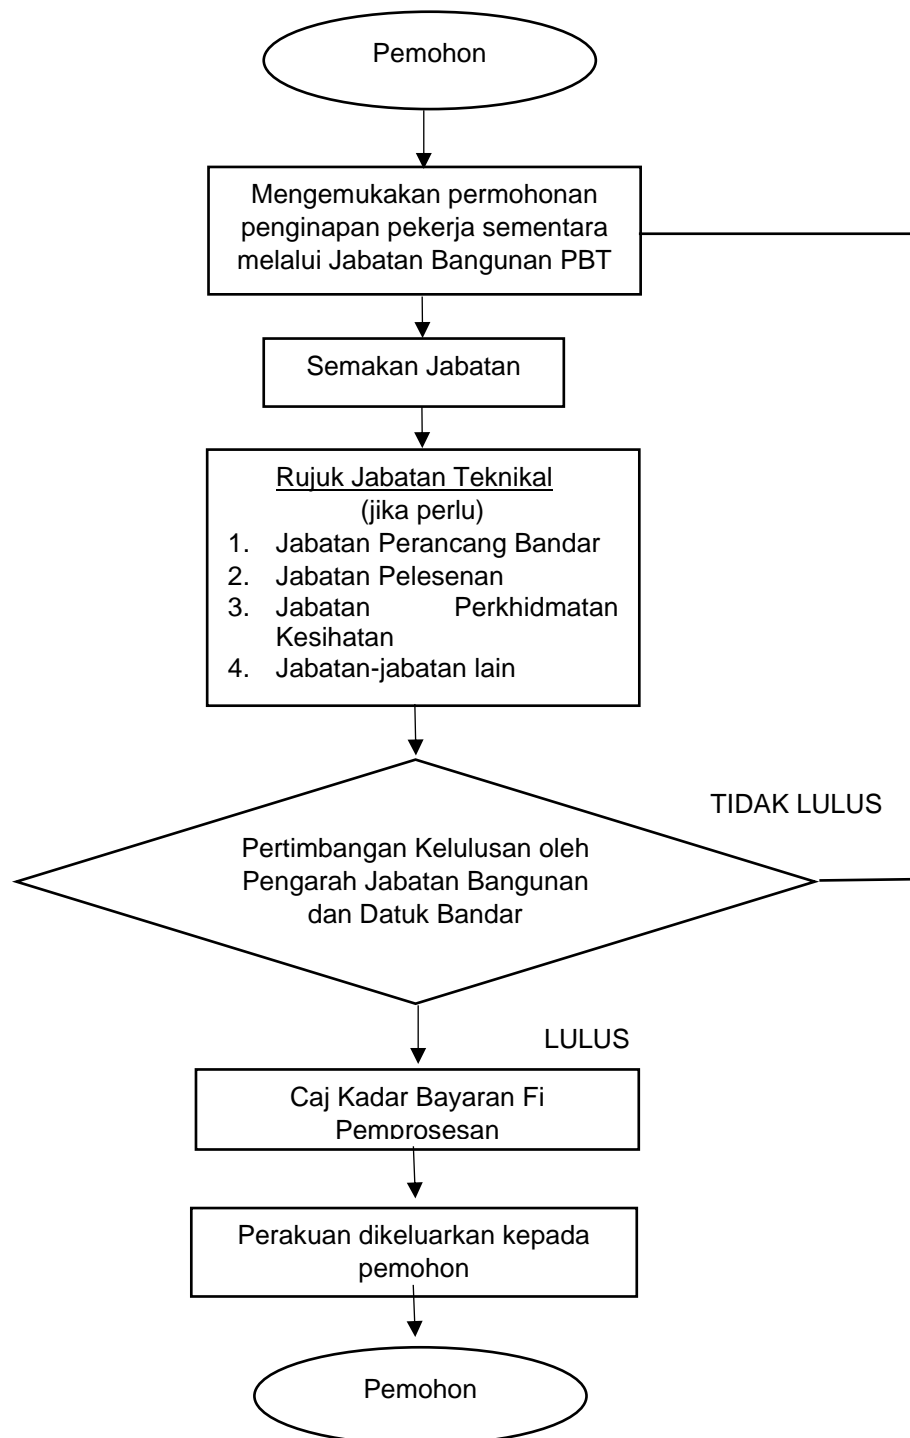 Pemohon
Mengemukakan permohonan
penginapan pekerja sementara
melalui Jabatan Bangunan PBT
Semakan Jabatan
Rujuk Jabatan Teknikal
(jika perlu)
1. Jabatan Perancang Bandar
2. Jabatan Pelesenan
3. Jabatan Perkhidmatan
Kesihatan
4. Jabatan-jabatan lain
TIDAK LULUS
Pertimbangan Kelulusan oleh
Pengarah Jabatan Bangunan
dan Datuk Bandar
LULUS
Caj Kadar Bayaran Fi
Pemprosesan
Perakuan dikeluarkan kepada
pemohon
Pemohon